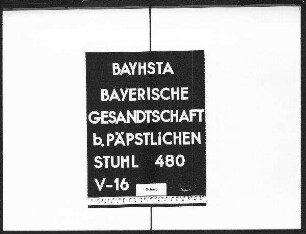 BAYHSTA
BAYERISCHE
GESANDTSCHAFT
b. PÄPSTLICHEN
STUHL 480
V-16